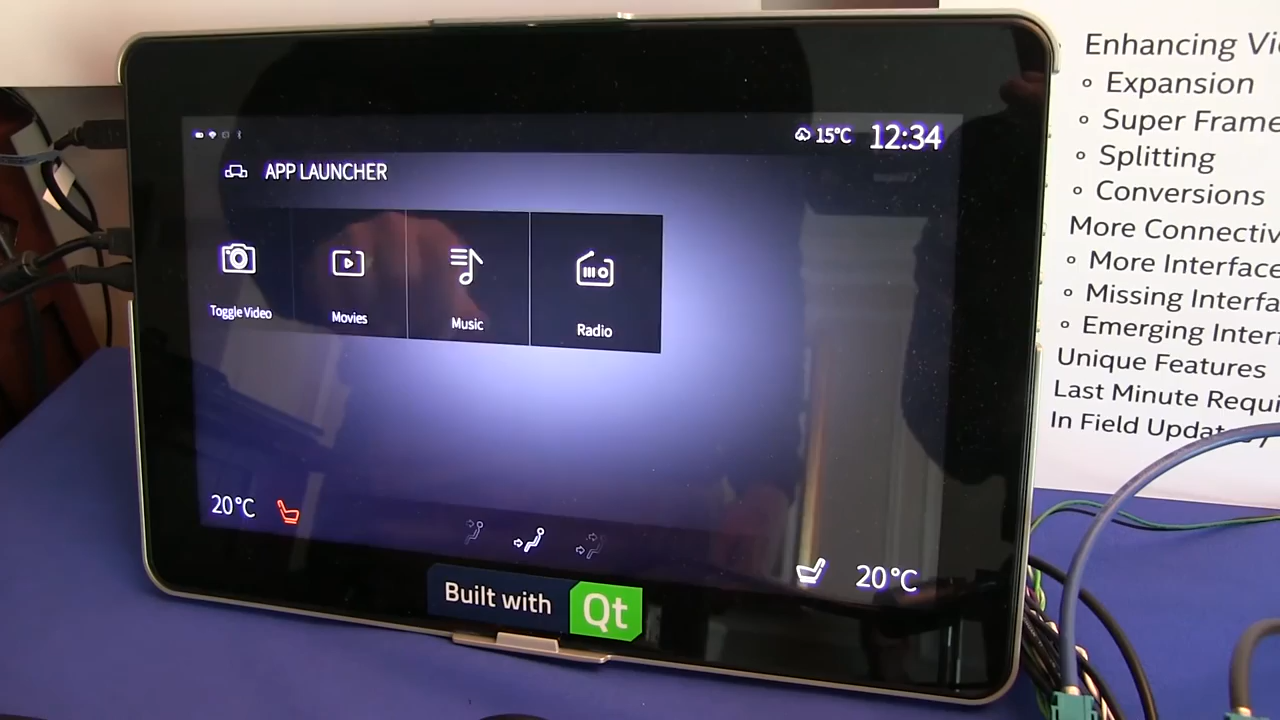 15°C 12:34
APP LAUNCHER
Toggle Video
Movies
Music
Radio
20°C
20°C
Built with Qt
Enhancing
Expansion
Super Frame
Splitting
Conversions
More
More
Missing
Emerging
Unique Features
Last Minute
In Field